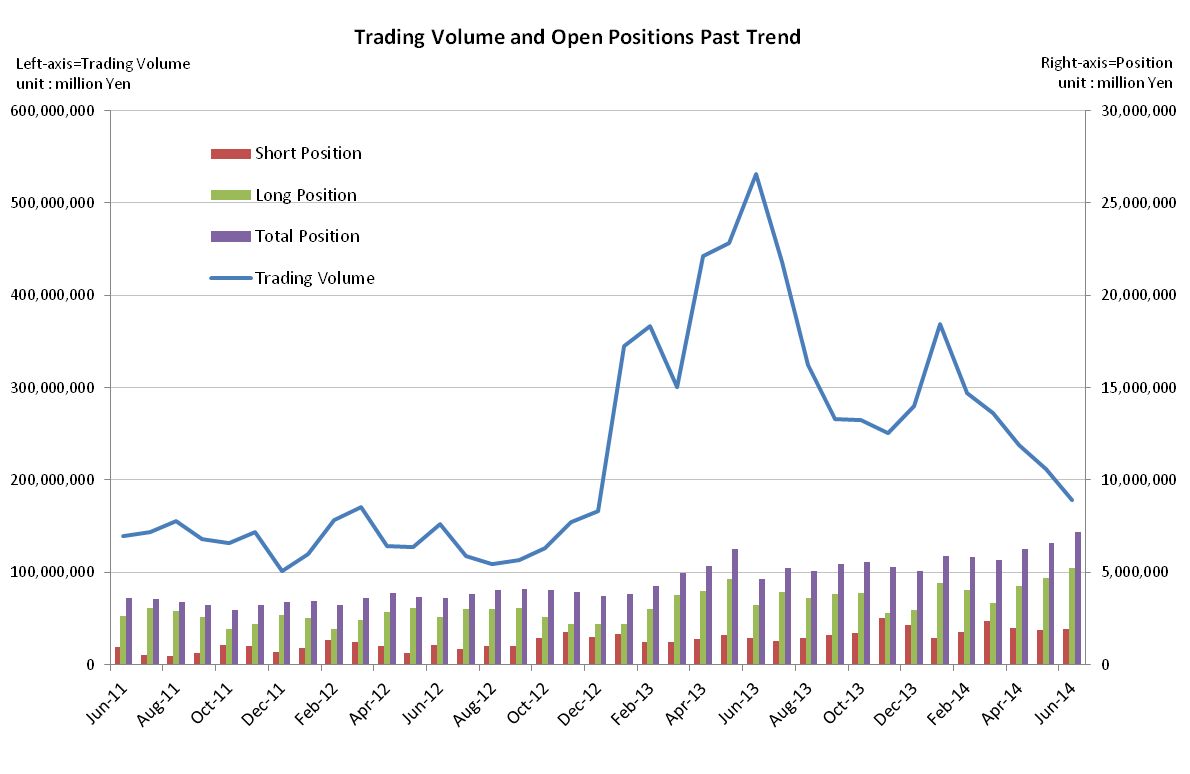 Trading Volume and Open Positions Past Trend
Left-axis=Trading Volume
unit : million Yen
Right-axis=Position
unit : million Yen
600,000,000
500,000,000
400,000,000
300,000,000
200,000,000
100,000,000
0
30,000,000
25,000,000
20,000,000
15,000,000
10,000,000
5,000,000
0
Short Position
Long Position
Total Position
Trading Volume
Jun-11
Aug-11
Oct-11
Dec-11
Feb-12
Apr-12
Jun-12
Aug-12
Oct-12
Dec-12
Feb-13
Apr-13
Jun-13
Aug-13
Oct-13
Dec-13
Feb-14
Apr-14
Jun-14